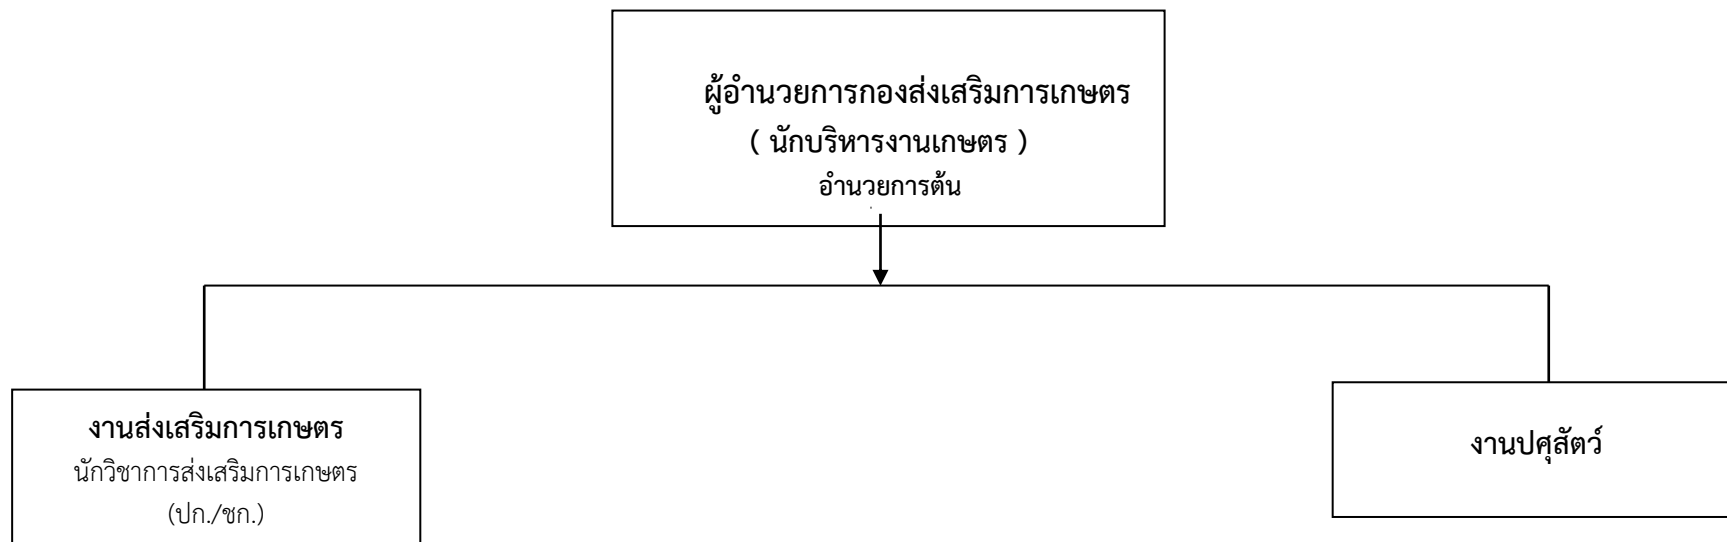 ผู้อำนวยการกองส่งเสริมการเกษตร
( นักบริหารงานเกษตร )
อำนวยการต้น
งานส่งเสริมการเกษตร
นักวิชาการส่งเสริมการเกษตร
(ปก./ชก.)
งานปศุสัตว์